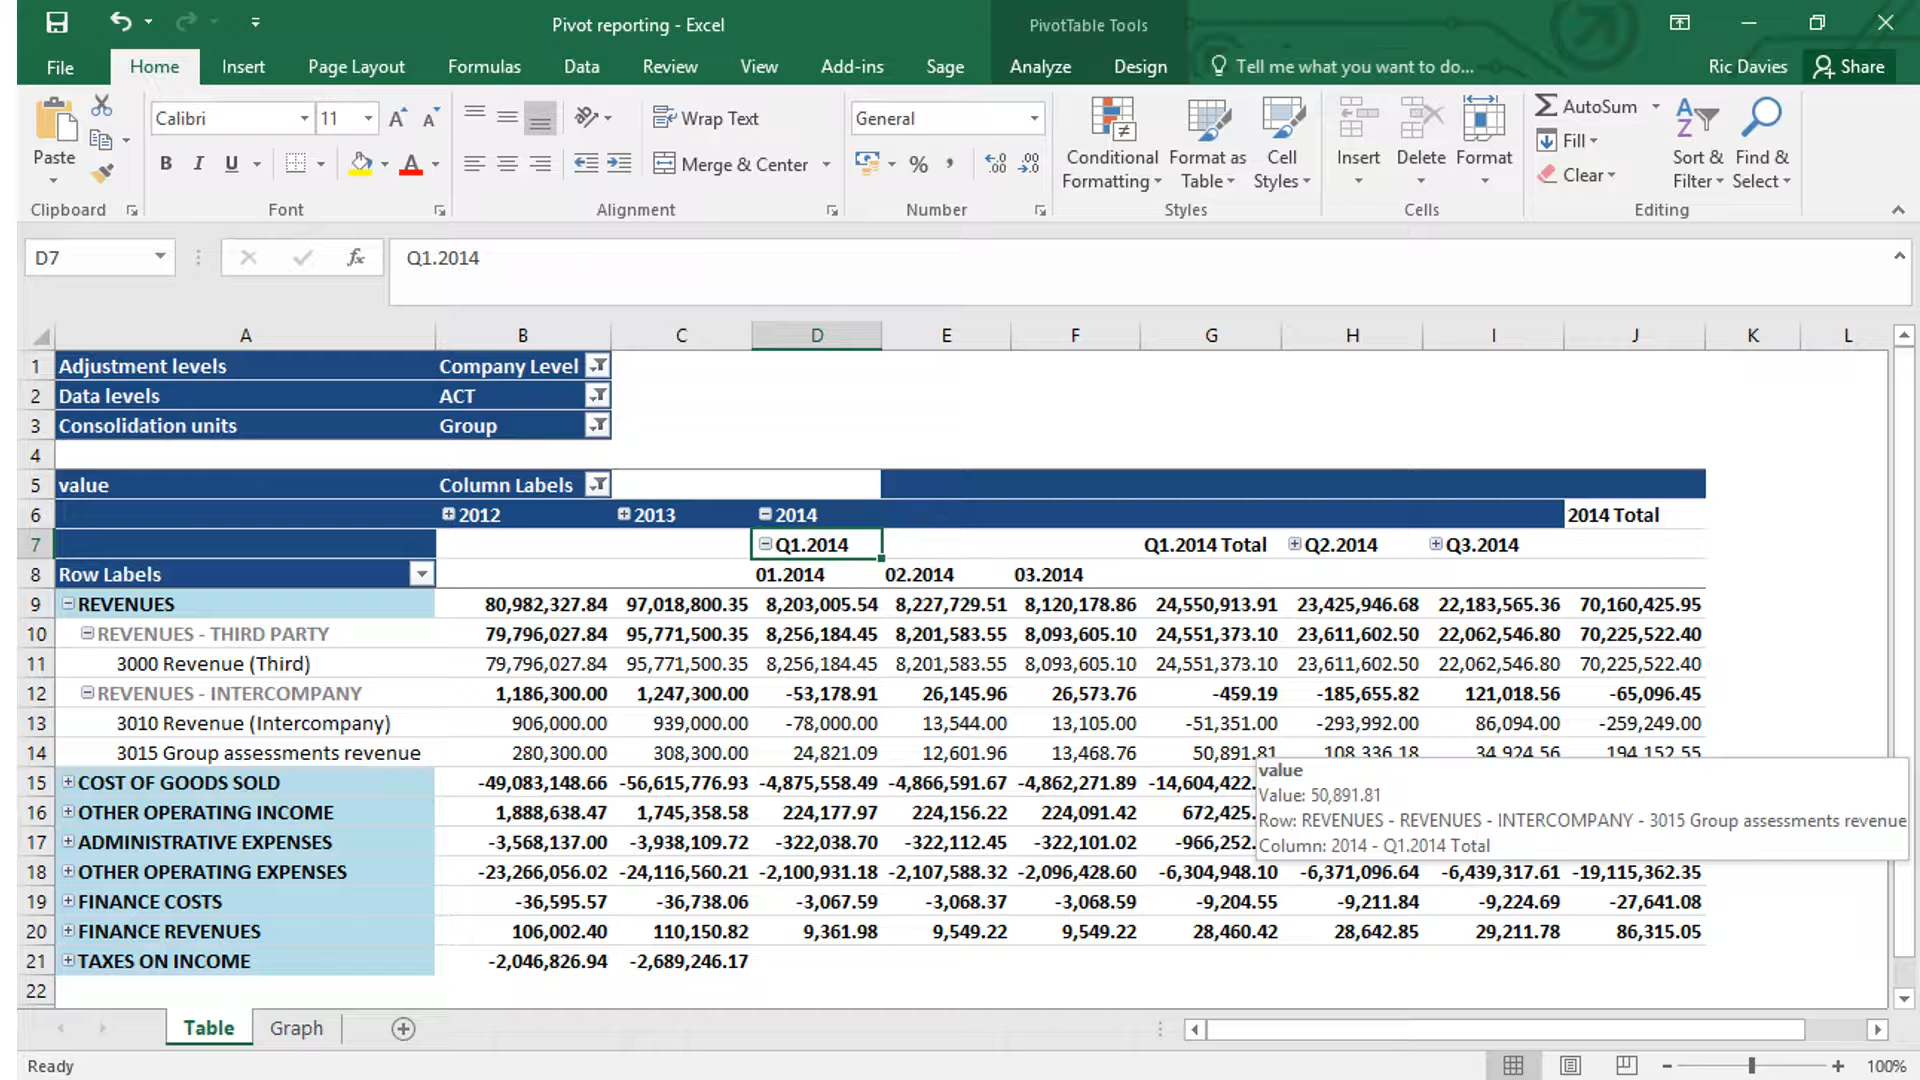 Pivot reporting - Excel
PivotTable Tools
File
Home
Insert
Page Layout
Formulas
Data
Review
View
Add-ins
Sage
Analyze
Design
Tell me what you want to do...
Ric Davies
Share
Paste
Clipboard
Calibri
11
B I U
Font
Wrap Text
Merge & Center
Alignment
General
%
Number
Conditional Formatting
Format as Table
Cell Styles
Styles
Insert
Delete
Format
Cells
AutoSum
Fill
Clear
Sort & Filter
Find & Select
Editing
D7
fx
Q1.2014
A B C D E F G H I J K L
1 Adjustment levels Company Level
2 Data levels ACT
3 Consolidation units Group
4
5 value Column Labels
6 2012 2013 2014 2014 Total
7 Q1.2014 Q1.2014 Total Q2.2014 Q3.2014
8 Row Labels 01.2014 02.2014 03.2014
9 REVENUES 80,982,327.84 97,018,800.35 8,203,005.54 8,227,729.51 8,120,178.86 24,550,913.91 23,425,946.68 22,183,565.36 70,160,425.95
10 REVENUES - THIRD PARTY 79,796,027.84 95,771,500.35 8,256,184.45 8,201,583.55 8,093,605.10 24,551,373.10 23,611,602.50 22,062,546.80 70,225,522.40
11 3000 Revenue (Third) 79,796,027.84 95,771,500.35 8,256,184.45 8,201,583.55 8,093,605.10 24,551,373.10 23,611,602.50 22,062,546.80 70,225,522.40
12 REVENUES - INTERCOMPANY 1,186,300.00 1,247,300.00 -53,178.91 26,145.96 26,573.76 -459.19 -185,655.82 121,018.56 -65,096.45
13 3010 Revenue (Intercompany) 906,000.00 939,000.00 -78,000.00 13,544.00 13,105.00 -51,351.00 -293,992.00 86,094.00 -259,249.00
14 3015 Group assessments revenue 280,300.00 308,300.00 24,821.09 12,601.96 13,468.76 50,891.81 108,336.18 34,924.56 194,152.55
15 COST OF GOODS SOLD -49,083,148.66 -56,615,776.93 -4,875,558.49 -4,866,591.67 -4,862,271.89 -14,604,422.
16 OTHER OPERATING INCOME 1,888,638.47 1,745,358.58 224,177.97 224,156.22 224,091.42 672,425.
17 ADMINISTRATIVE EXPENSES -3,568,137.00 -3,938,109.72 -322,038.70 -322,112.45 -322,101.02 -966,252.
value
Value: 50,891.81
Row: REVENUES - REVENUES - INTERCOMPANY - 3015 Group assessments revenue
Column: 2014 - Q1.2014 Total
18 OTHER OPERATING EXPENSES -23,266,056.02 -24,116,560.21 -2,100,931.18 -2,107,588.32 -2,096,428.60 -6,304,948.10 -6,371,096.64 -6,439,317.61 -19,115,362.35
19 FINANCE COSTS -36,595.57 -36,738.06 -3,067.59 -3,068.37 -3,068.59 -9,204.55 -9,211.84 -9,224.69 -27,641.08
20 FINANCE REVENUES 106,002.40 110,150.82 9,361.98 9,549.22 9,549.22 28,460.42 28,642.85 29,211.78 86,315.05
21 TAXES ON INCOME -2,046,826.94 -2,689,246.17
22
Table
Graph
Ready
100%